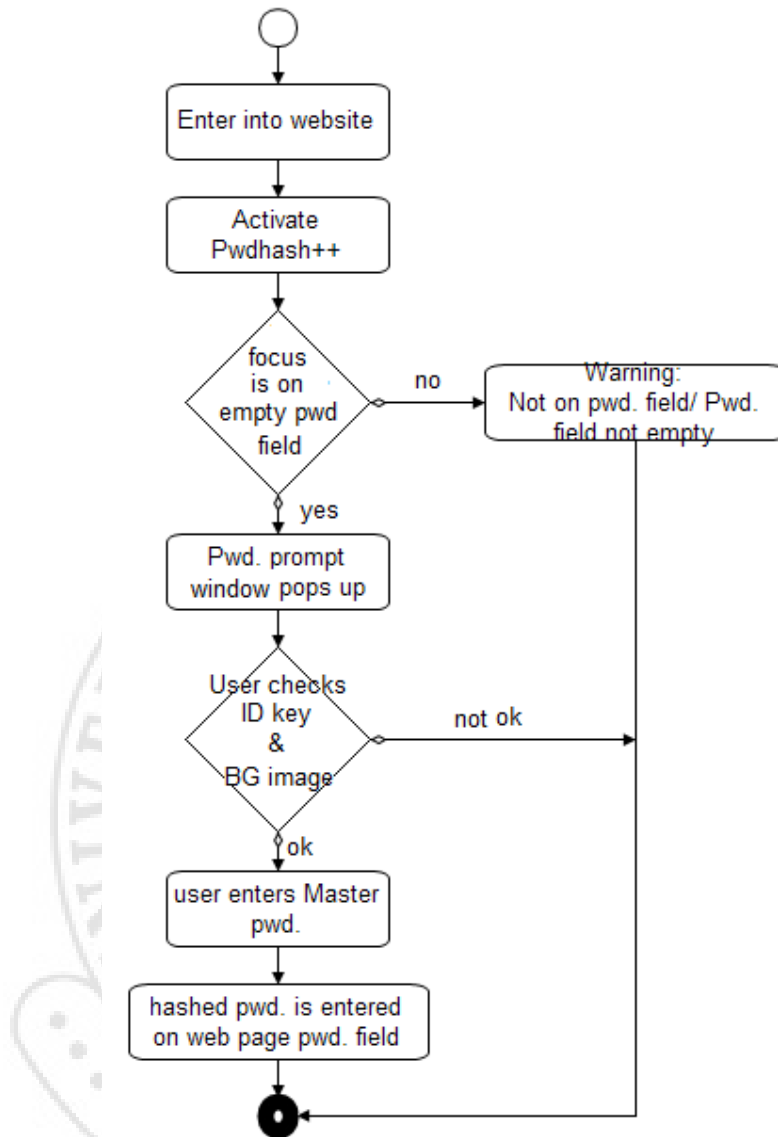 Enter into website
Activate
Pwdhash++
focus
is on
empty pwd
field
no
Warning:
Not on pwd. field/ Pwd.
field not empty
yes
Pwd. prompt
window pops up
User checks
ID key
&
BG image
not ok
ok
user enters Master
pwd.
hashed pwd. is entered
on web page pwd. field